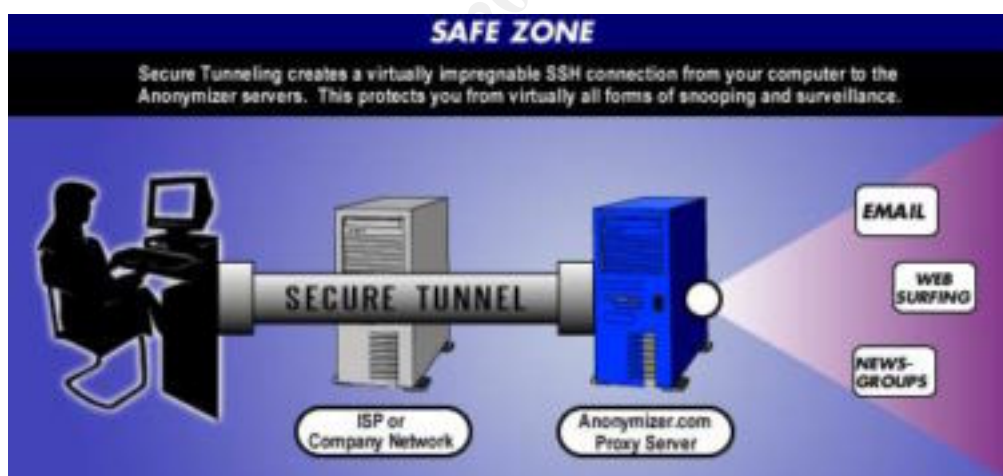 SAFE ZONE
Secure Tunneling creates a virtually impregnable SSH connection from your computer to the
Anonymizer servers. This protects you from virtually all forms of snooping and surveillance.
SECURE TUNNEL
EMAIL
WEB
SURFING
NEWS-
GROUPS
ISP or
Company Network
Anonymizer.com
Proxy Server